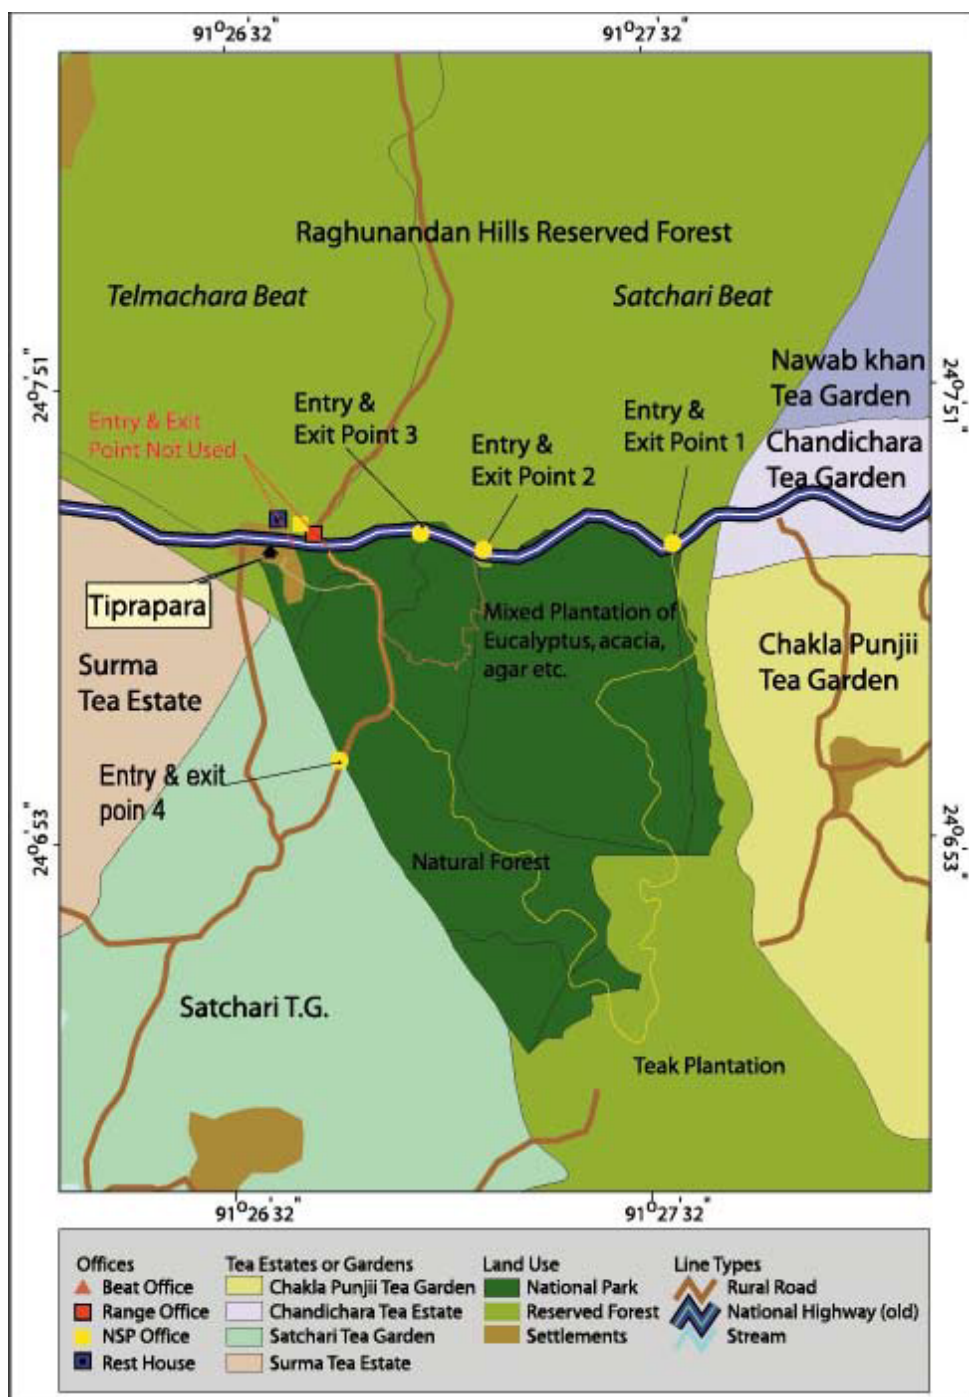 91°26'32"
91°27'32"
Raghunandan Hills Reserved Forest
Telmachara Beat
Satchari Beat
24°7'51"
24°7'51"
Nawab khan
Tea Garden
Entry & Exit
Point Not Used
Entry &
Exit Point 3
Entry &
Exit Point 2
Entry &
Exit Point 1
Chandichara
Tea Garden
Tiprapara
Mixed Plantation of
Eucalyptus, acacia,
agar etc.
Surma
Tea Estate
Chakla Punjii
Tea Garden
Entry & exit
poin 4
24°6'53"
24°6'53"
Natural Forest
Satchari T.G.
Teak Plantation
91°26'32"
91°27'32"
Offices
Beat Office
Range Office
NSP Office
Rest House
Tea Estates or Gardens
Chakla Punjii Tea Garden
Chandichara Tea Estate
Satchari Tea Garden
Surma Tea Estate
Land Use
National Park
Reserved Forest
Settlements
Line Types
Rural Road
National Highway (old)
Stream